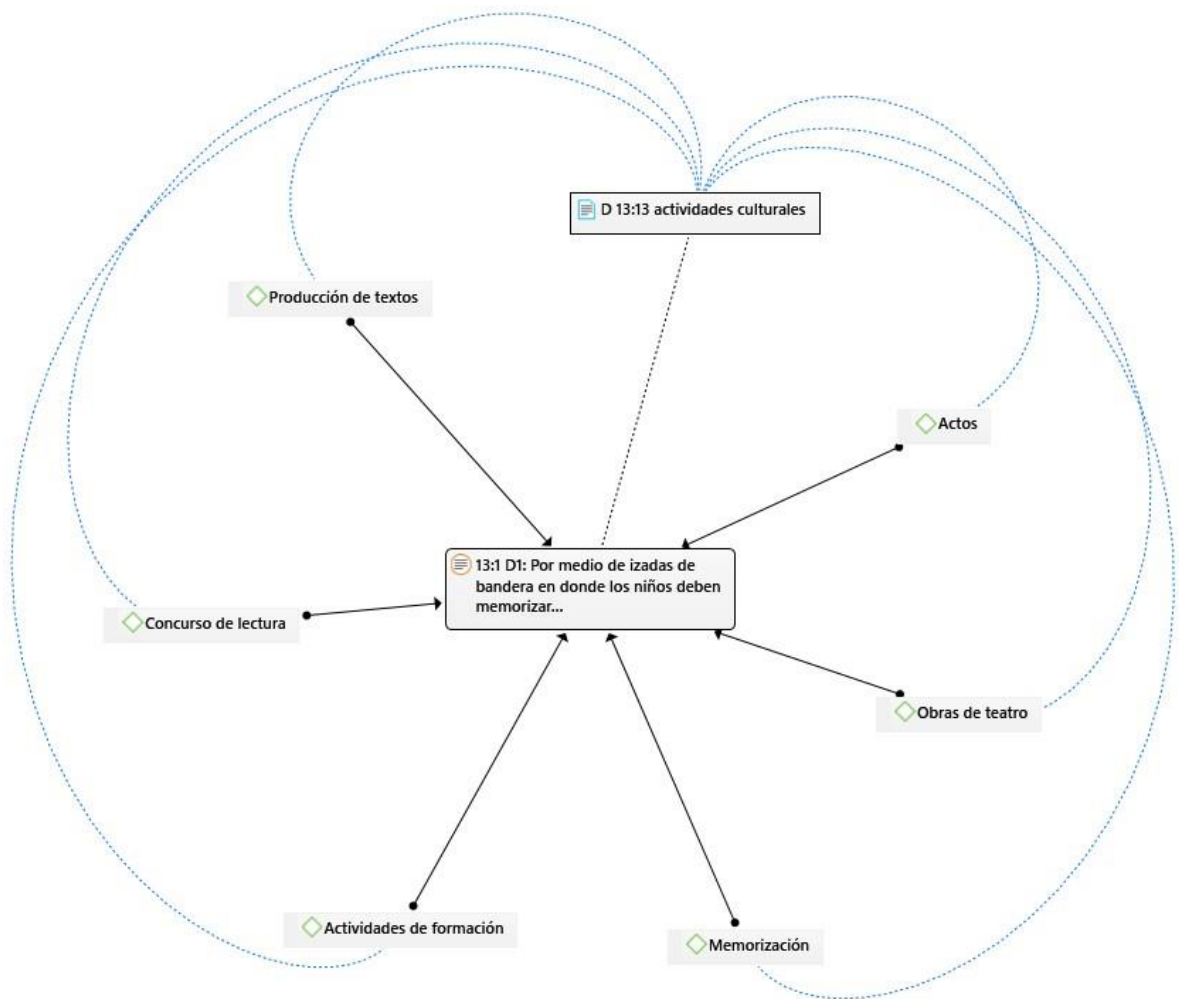 D 13:13 actividades culturales
Producción de textos
Actos
13:1 D1: Por medio de izadas de
bandera en donde los niños deben
memorizar...
Concurso de lectura
Obras de teatro
Actividades de formación
Memorización